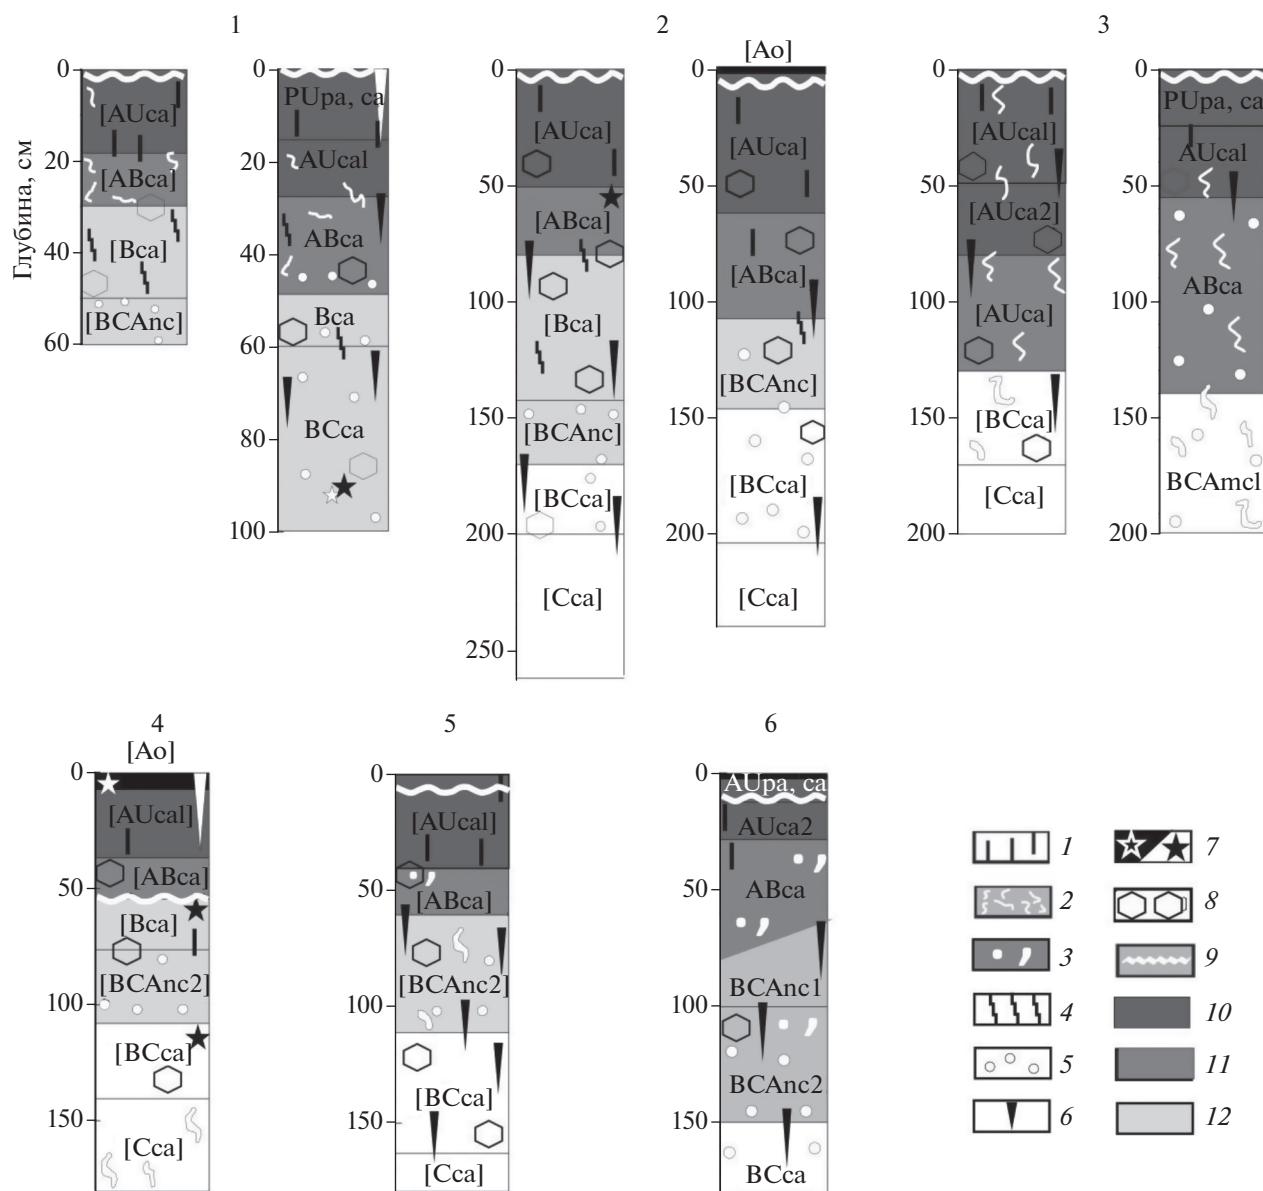 1
2
3
Глубина, см
0
20
40
60
[AUca]
[ABca]
[Bca]
[BCAnc]
0
20
40
60
80
100
PUpa, ca
AUcal
ABca
Bca
BCca
0
50
100
150
200
250
[AUca]
[ABca]
[Bca]
[BCAnc]
[BCca]
[Cca]
[Ao]
0
50
100
150
200
[AUca]
[ABca]
[BCAnc]
[BCca]
[Cca]
0
50
100
150
200
[AUcal]
[AUca2]
[AUca]
[BCca]
[Cca]
0
50
100
150
200
PUpa, ca
AUcal
ABca
BCAmcl
4
5
6
[Ao]
0
50
100
150
[AUcal]
[ABca]
[Bca]
[BCAnc2]
[BCca]
[Cca]
0
50
100
150
[AUcal]
[ABca]
[BCAnc2]
[BCca]
[Cca]
0
50
100
150
AUpa, ca
AUca2
ABca
BCAnc1
BCAnc2
BCca
1
2
3
4
5
6
7
8
9
10
11
12